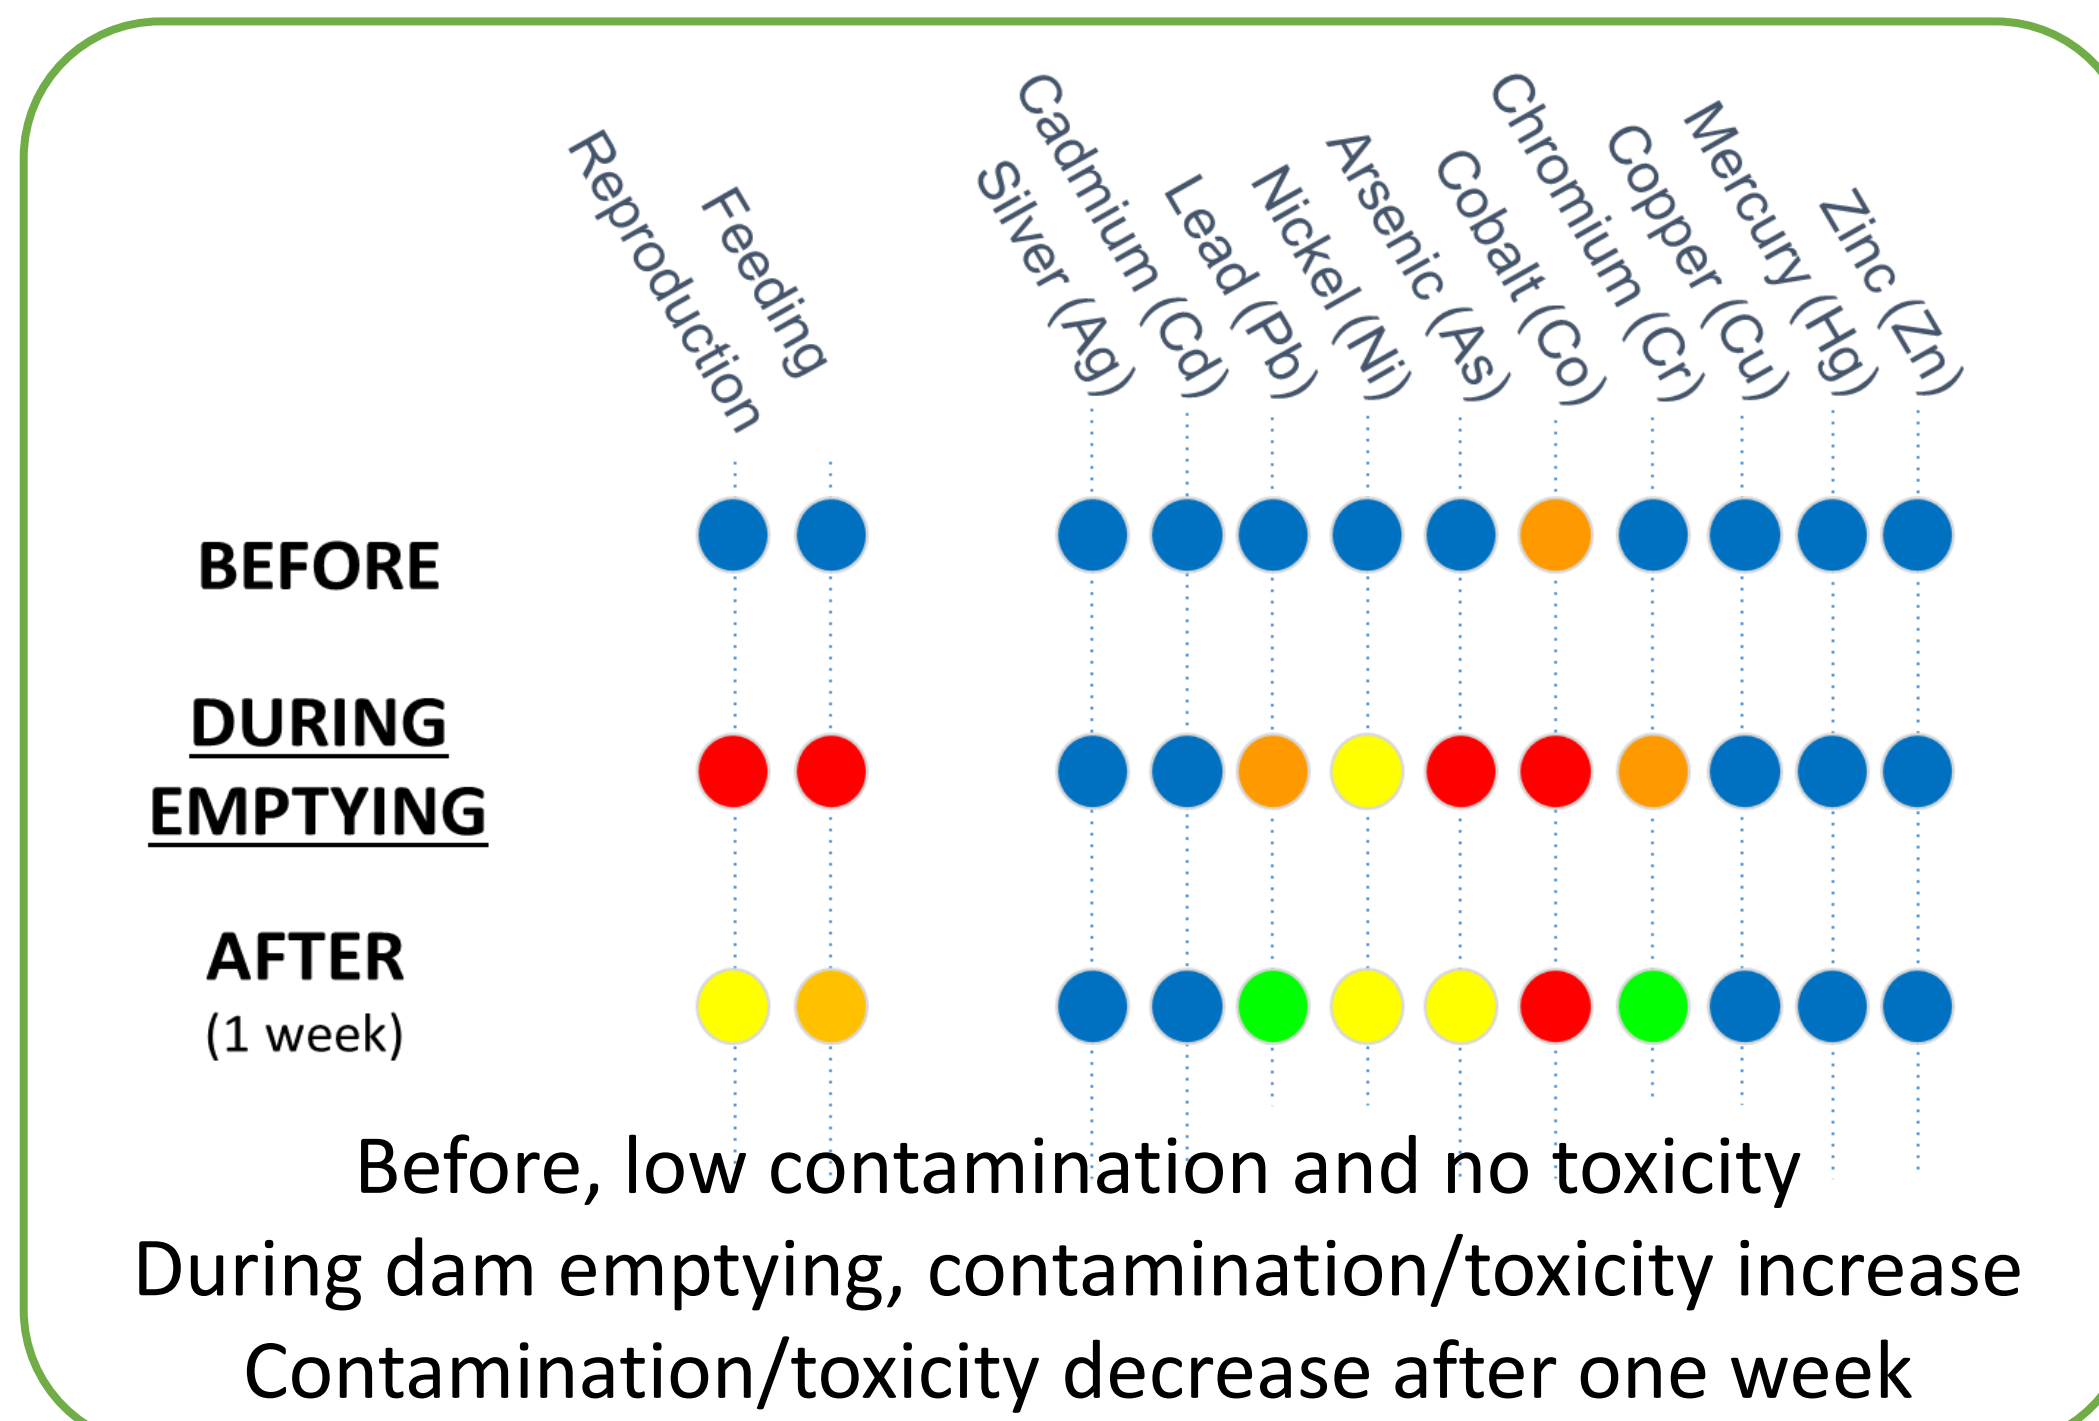 Reproduction
Feeding
Silver (Ag)
Cadmium (Cd)
Lead (Pb)
Nickel (Ni)
Arsenic (As)
Cobalt (Co)
Chromium (Cr)
Copper (Cu)
Mercury (Hg)
Zinc (Zn)
BEFORE
DURING
EMPTYING
AFTER
(1 week)
Before, low contamination and no toxicity
During dam emptying, contamination/toxicity increase
Contamination/toxicity decrease after one week